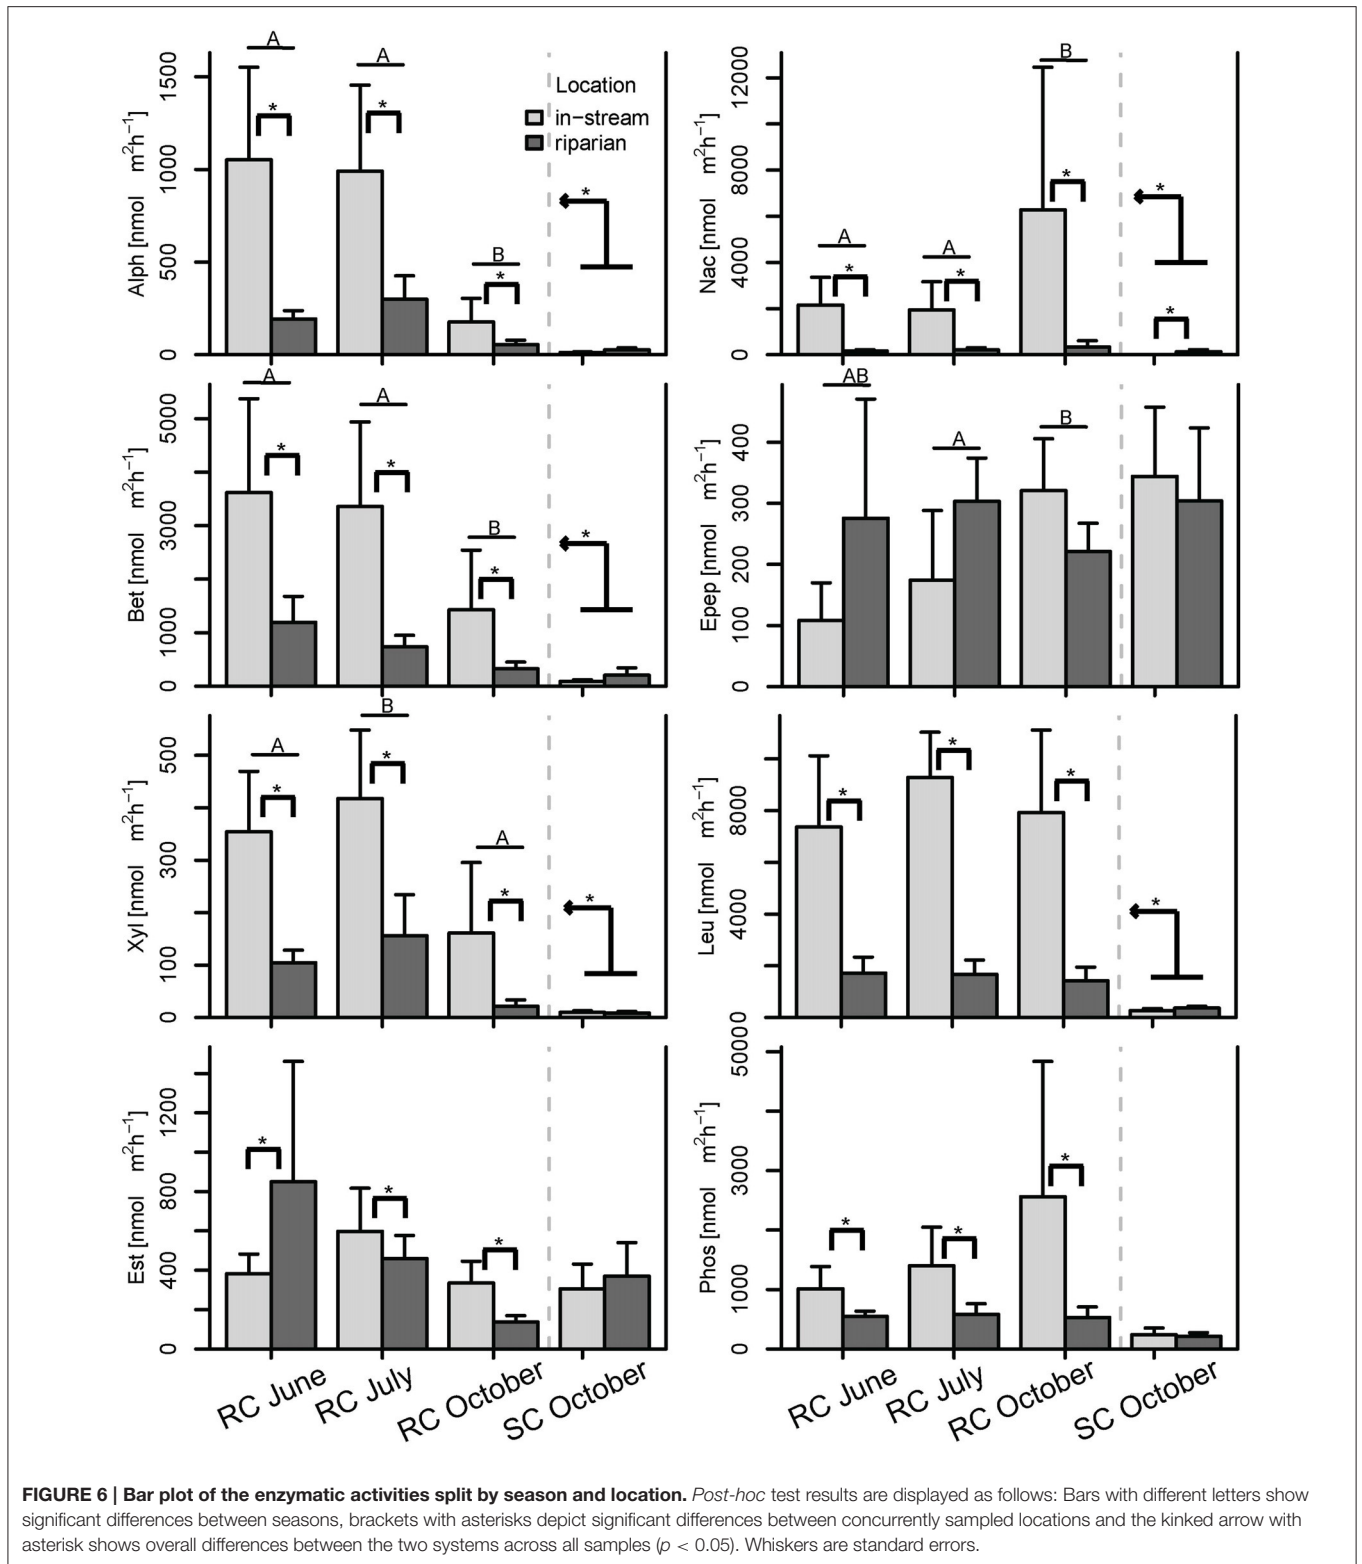 A
A
B
Alph [nmol m²h⁻¹]
0
500
1000
1500
*
*
*
*
Location
in−stream
riparian
A
A
B
Nac [nmol m²h⁻¹]
0
4000
8000
12000
*
*
*
*
*
A
A
B
Bet [nmol m²h⁻¹]
0
1000
3000
5000
*
*
*
*
AB
A
B
Epep [nmol m²h⁻¹]
0
100
200
300
400
A
B
A
Xyl [nmol m²h⁻¹]
0
100
300
500
*
*
*
*
Leu [nmol m²h⁻¹]
0
4000
8000
*
*
*
*
Est [nmol m²h⁻¹]
0
400
800
1200
*
*
*
Phos [nmol m²h⁻¹]
0
1000
3000
50000
*
*
*
RC June
RC July
RC October
SC October
RC June
RC July
RC October
SC October
FIGURE 6 | Bar plot of the enzymatic activities split by season and location. Post-hoc test results are displayed as follows: Bars with different letters show
significant differences between seasons, brackets with asterisks depict significant differences between concurrently sampled locations and the kinked arrow with
asterisk shows overall differences between the two systems across all samples (p < 0.05). Whiskers are standard errors.